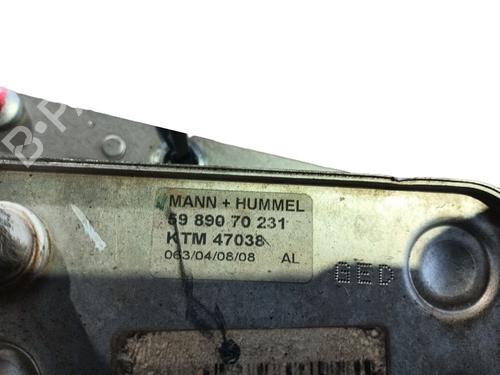 MANN + HUMMEL
59 890 70 231
KTM 47038
063/04/08/08 AL
GED